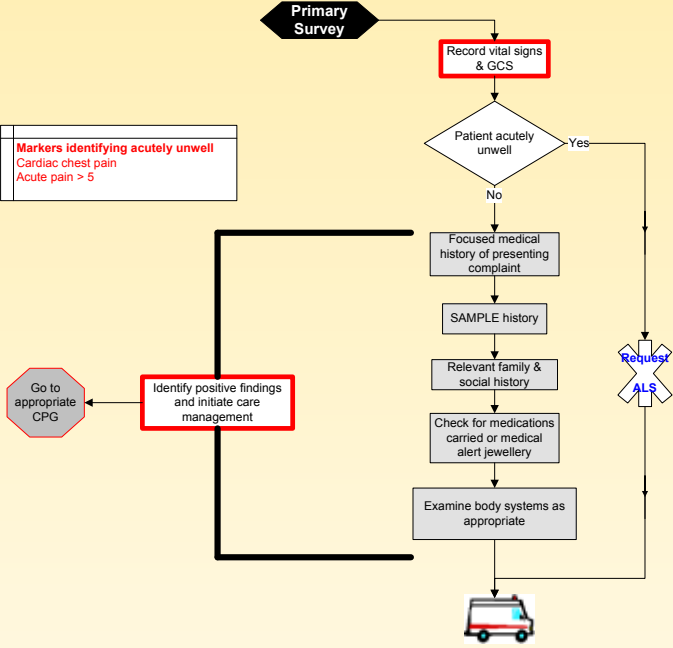 Primary
Survey
Record vital signs
& GCS
Markers identifying acutely unwell
Cardiac chest pain
Acute pain > 5
Patient acutely
unwell
Yes
No
Focused medical
history of presenting
complaint
SAMPLE history
Request
ALS
Relevant family &
social history
Go to
appropriate
CPG
Identify positive findings
and initiate care
management
Check for medications
carried or medical
alert jewellery
Examine body systems as
appropriate